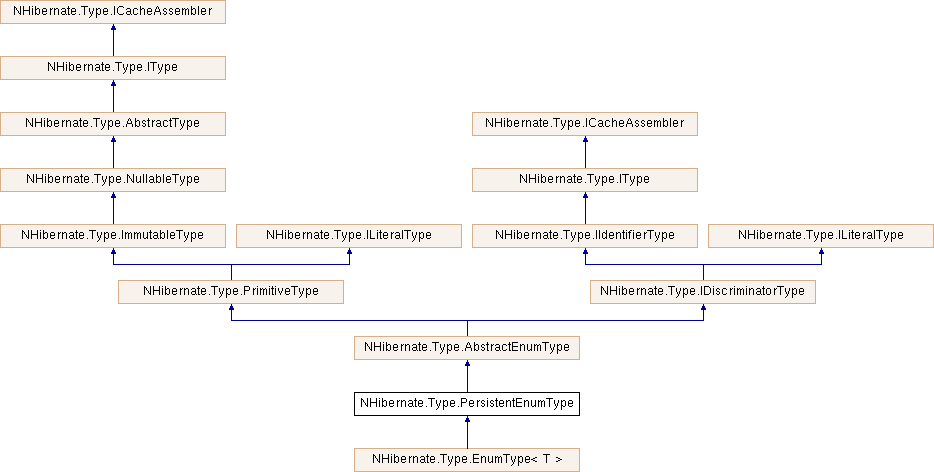 NHibernate.Type.ICacheAssembler
NHibernate.Type.IType
NHibernate.Type.AbstractType
NHibernate.Type.ICacheAssembler
NHibernate.Type.NullableType
NHibernate.Type.IType
NHibernate.Type.ImmutableType
NHibernate.Type.ILiteralType
NHibernate.Type.IIdentifierType
NHibernate.Type.ILiteralType
NHibernate.Type.PrimitiveType
NHibernate.Type.IDiscriminatorType
NHibernate.Type.AbstractEnumType
NHibernate.Type.PersistentEnumType
NHibernate.Type.EnumType< T >